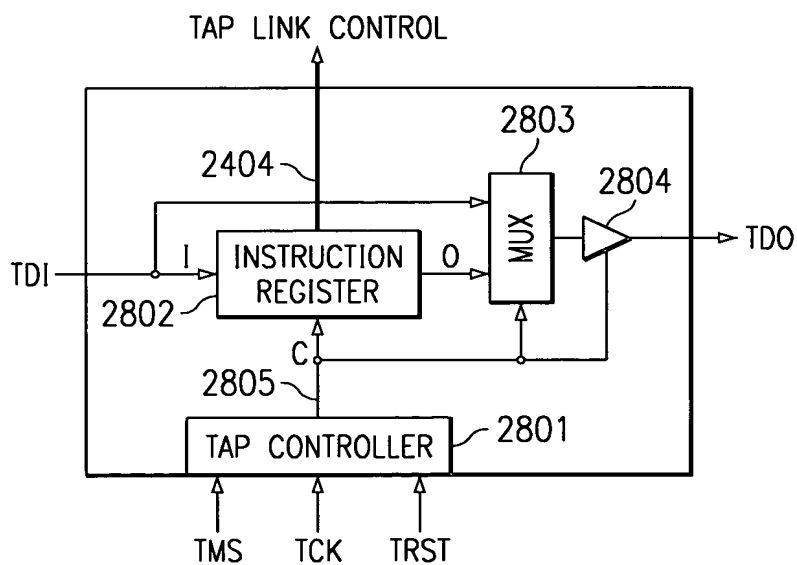 TAP LINK CONTROL
2803
2404
2804
MUX
TDI
I
INSTRUCTION
REGISTER
O
TDO
2802
C
2805
TAP CONTROLLER
2801
TMS
TCK
TRST